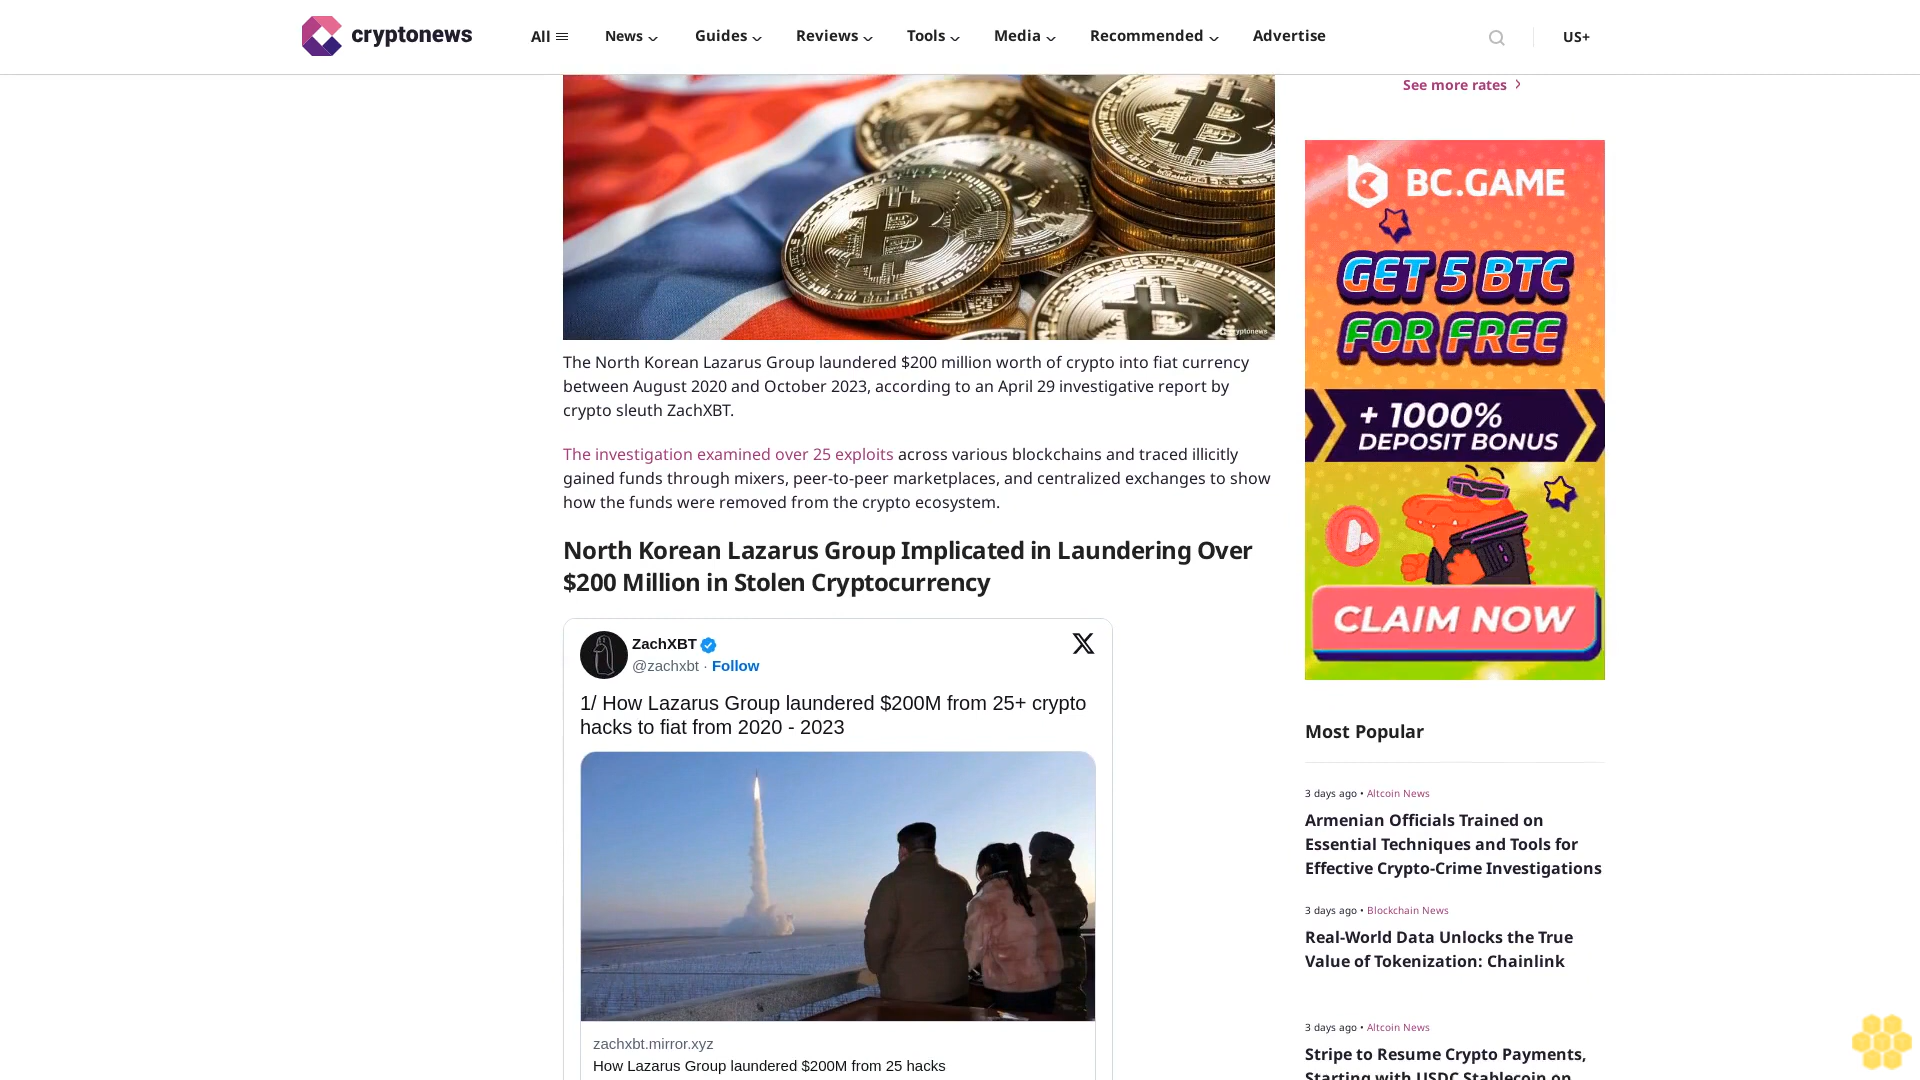 cryptonews
All
News
Guides
Reviews
Tools
Media
Recommended
Advertise
US+
cryptonews
The North Korean Lazarus Group laundered $200 million worth of crypto into fiat currency
between August 2020 and October 2023, according to an April 29 investigative report by
crypto sleuth ZachXBT.
The investigation examined over 25 exploits across various blockchains and traced illicitly
gained funds through mixers, peer-to-peer marketplaces, and centralized exchanges to show
how the funds were removed from the crypto ecosystem.
North Korean Lazarus Group Implicated in Laundering Over
$200 Million in Stolen Cryptocurrency
ZachXBT
@zachxbt · Follow
1/ How Lazarus Group laundered $200M from 25+ crypto
hacks to fiat from 2020 - 2023
zachxbt.mirror.xyz
How Lazarus Group laundered $200M from 25 hacks
See more rates
BC.GAME
GET 5 BTC
FOR FREE
+ 1000%
DEPOSIT BONUS
CLAIM NOW
Most Popular
3 days ago • Altcoin News
Armenian Officials Trained on
Essential Techniques and Tools for
Effective Crypto-Crime Investigations
3 days ago • Blockchain News
Real-World Data Unlocks the True
Value of Tokenization: Chainlink
3 days ago • Altcoin News
Stripe to Resume Crypto Payments,
Starting with USDC Stablecoin on